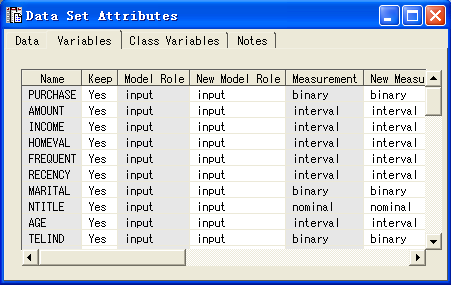 Data Set Attributes
Data Variables Class Variables Notes
Name Keep Model Role New Model Role Measurement New Measu
PURCHASE Yes input input binary binary
AMOUNT Yes input input interval interval
INCOME Yes input input interval interval
HOMEVAL Yes input input interval interval
FREQUENT Yes input input interval interval
RECENCY Yes input input interval interval
MARITAL Yes input input binary binary
NTITLE Yes input input nominal nominal
AGE Yes input input interval interval
TELIND Yes input input binary binary